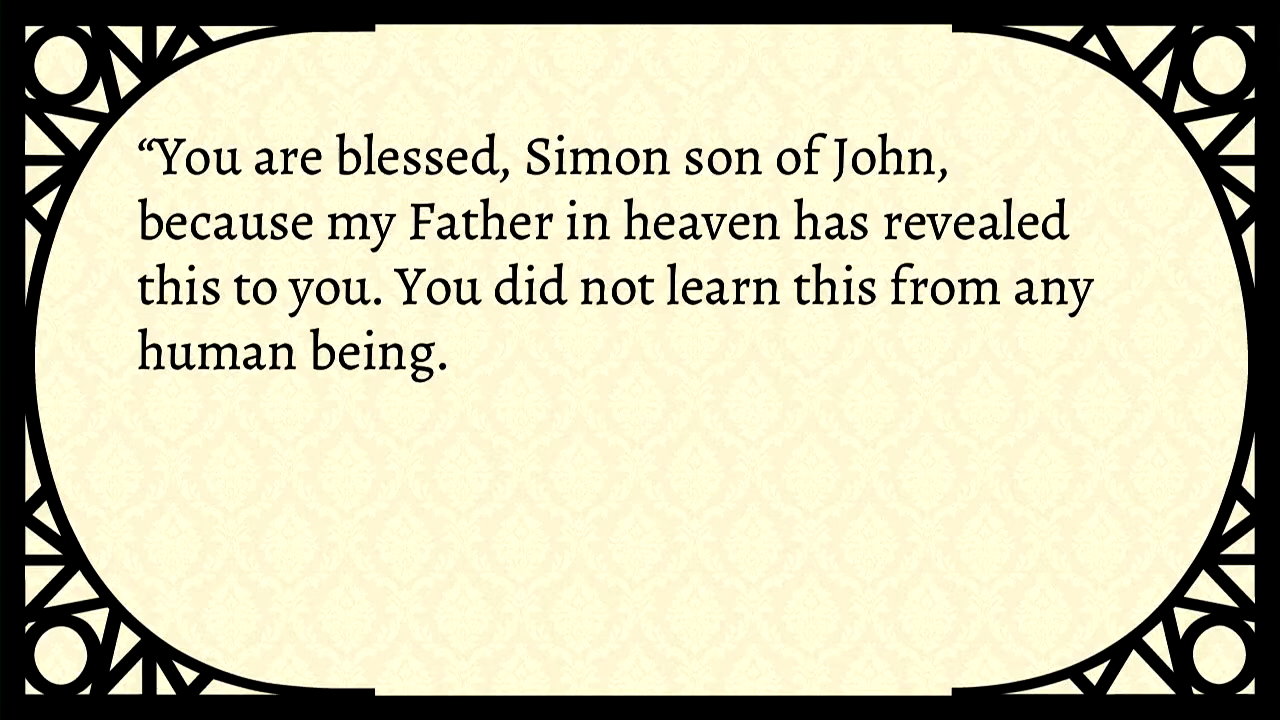 “You are blessed, Simon son of John,
because my Father in heaven has revealed
this to you. You did not learn this from any
human being.